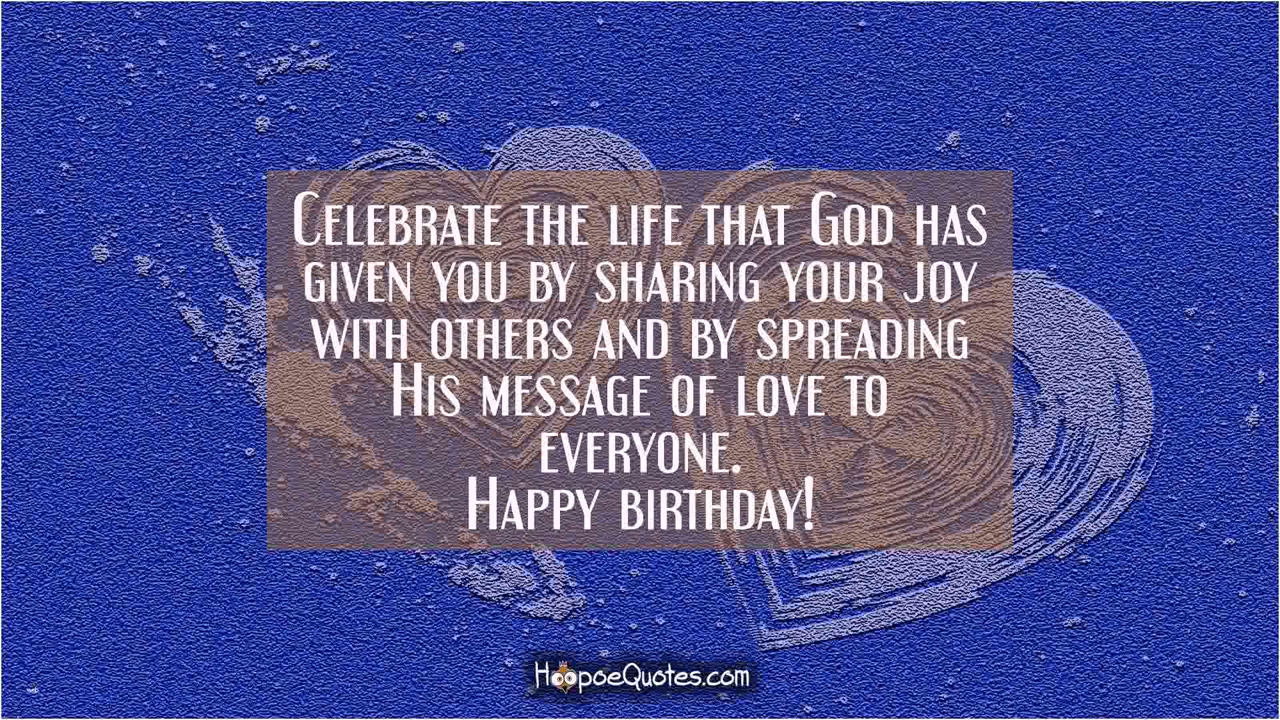 Celebrate the life that God has
given you by sharing your joy
with others and by spreading
His message of love to
everyone.
Happy birthday!
HoopoeQuotes.com